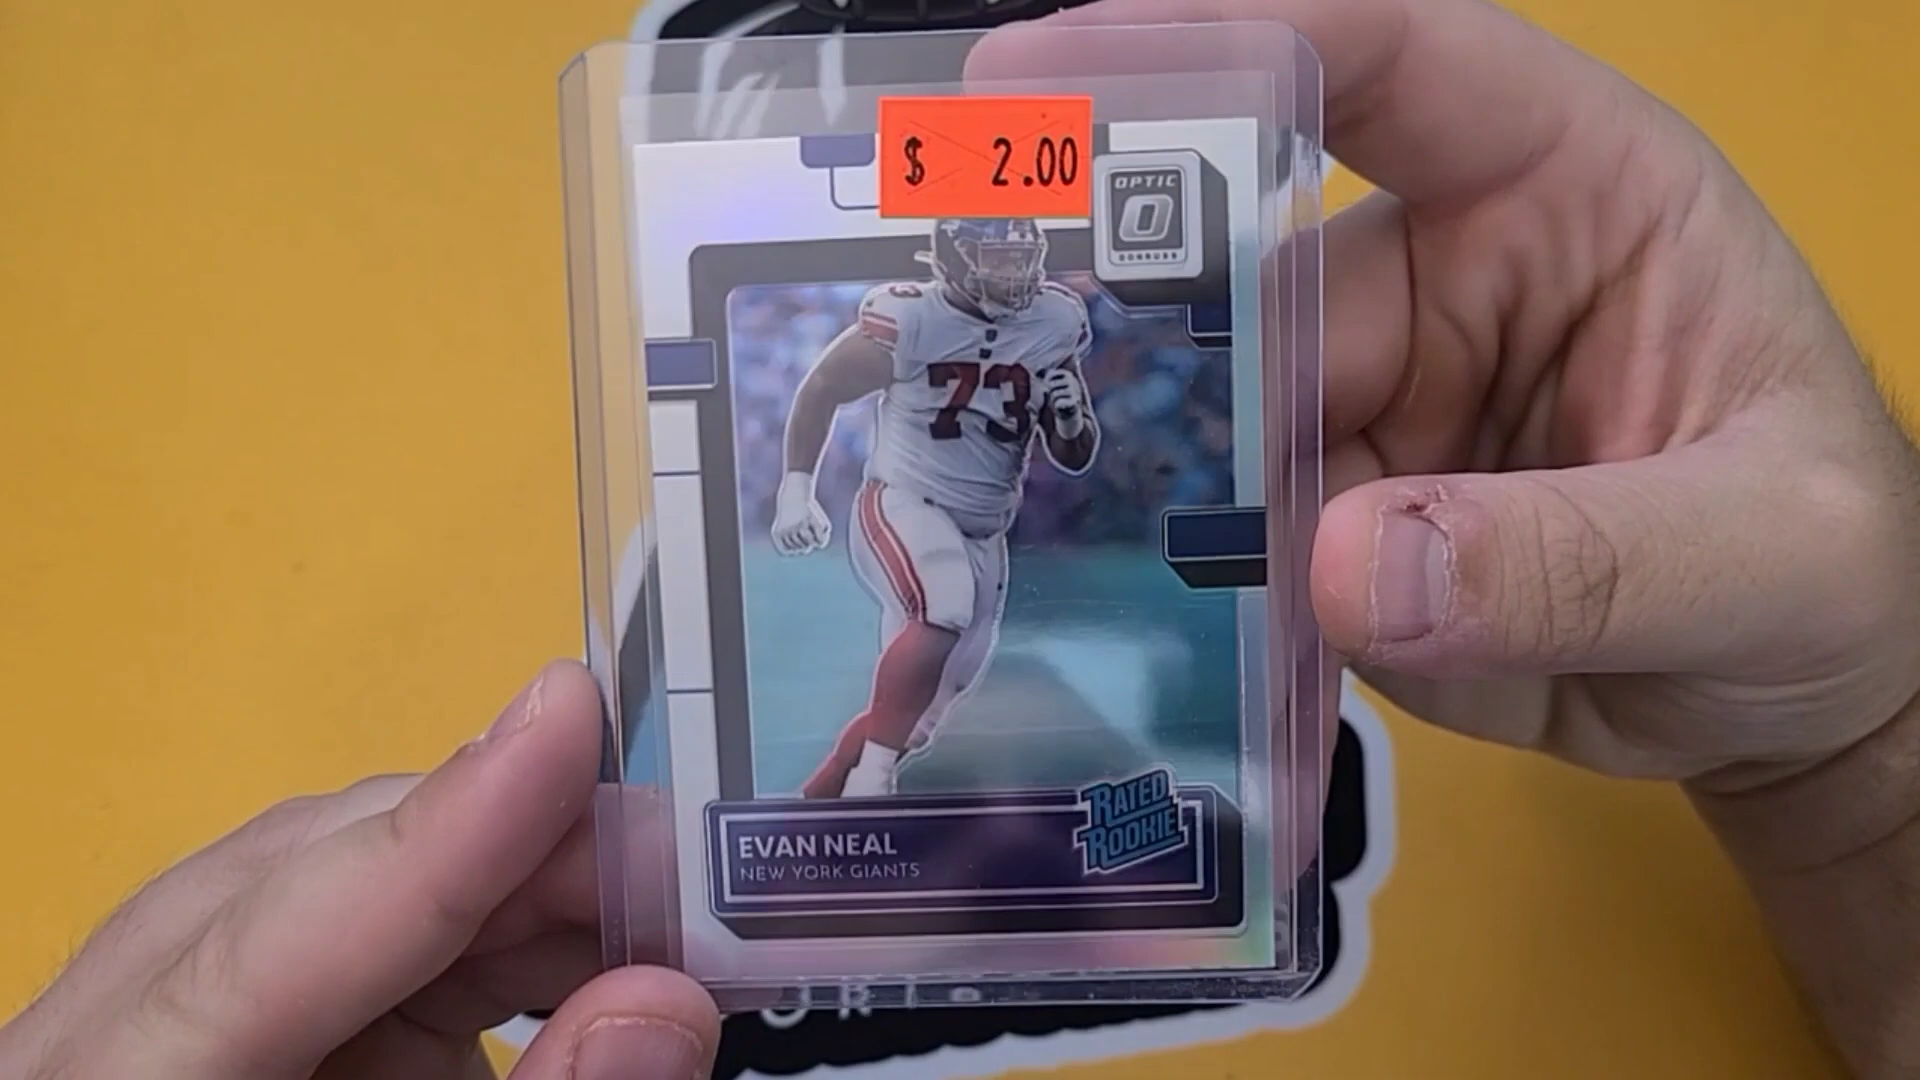 $ 2.00
OPTIC
O
DONRUSS
73
RATED
ROOKIE
EVAN NEAL
NEW YORK GIANTS